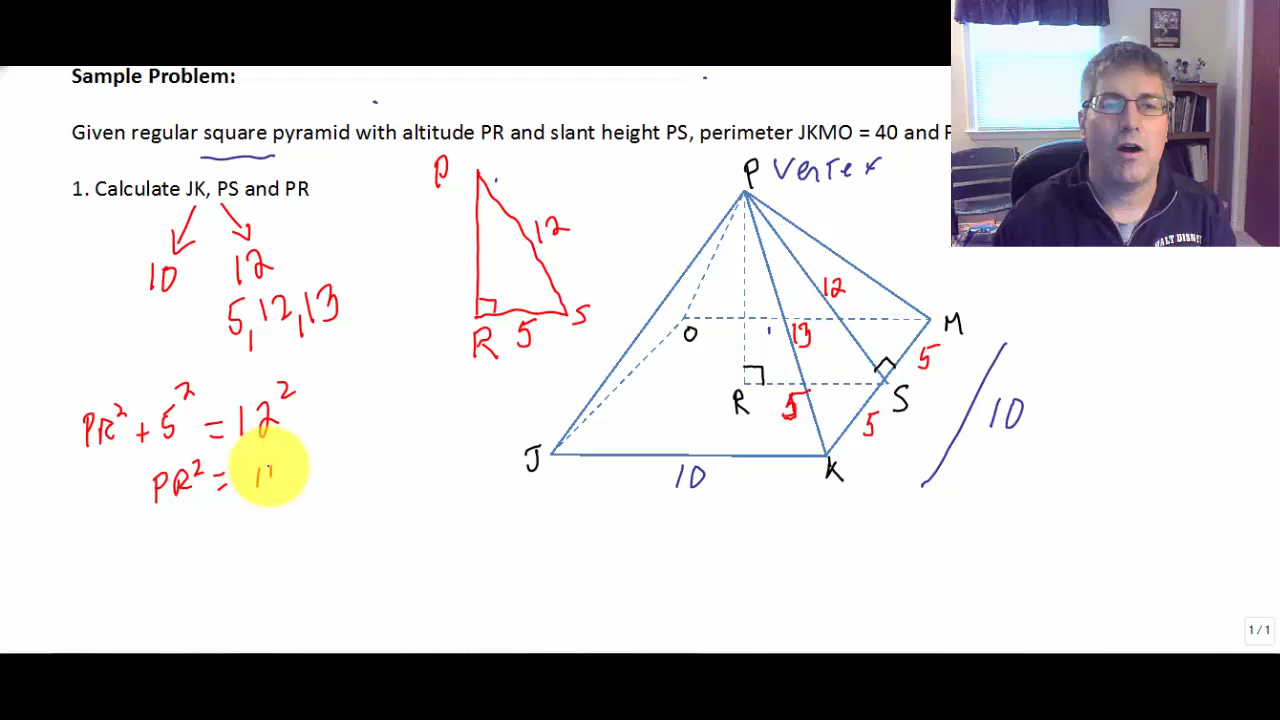 Sample Problem:
Given regular square pyramid with altitude PR and slant height PS, perimeter JKMO = 40 and
1. Calculate JK, PS and PR
10 12
5,12,13
PR² + 5² = 12²
PR² =
P
12
R 5 S
P Vertex
12
O 13 M
5
R 5 S
5
10
J K
10
WALT DISNEY
1 / 1